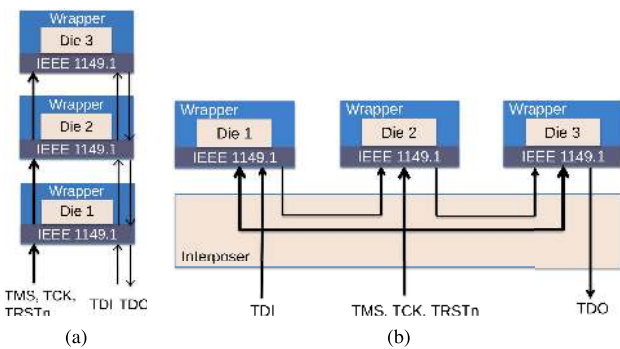 Wrapper
Die 3
IEEE 1149.1
Wrapper
Die 2
IEEE 1149.1
Wrapper
Die 1
IEEE 1149.1
TMS, TCK,
TRSTn
TDI TDO
(a)
Wrapper
Die 1
IEEE 1149.1
Wrapper
Die 2
IEEE 1149.1
Wrapper
Die 3
IEEE 1149.1
Interposer
TDI
TMS, TCK, TRSTn
TDO
(b)